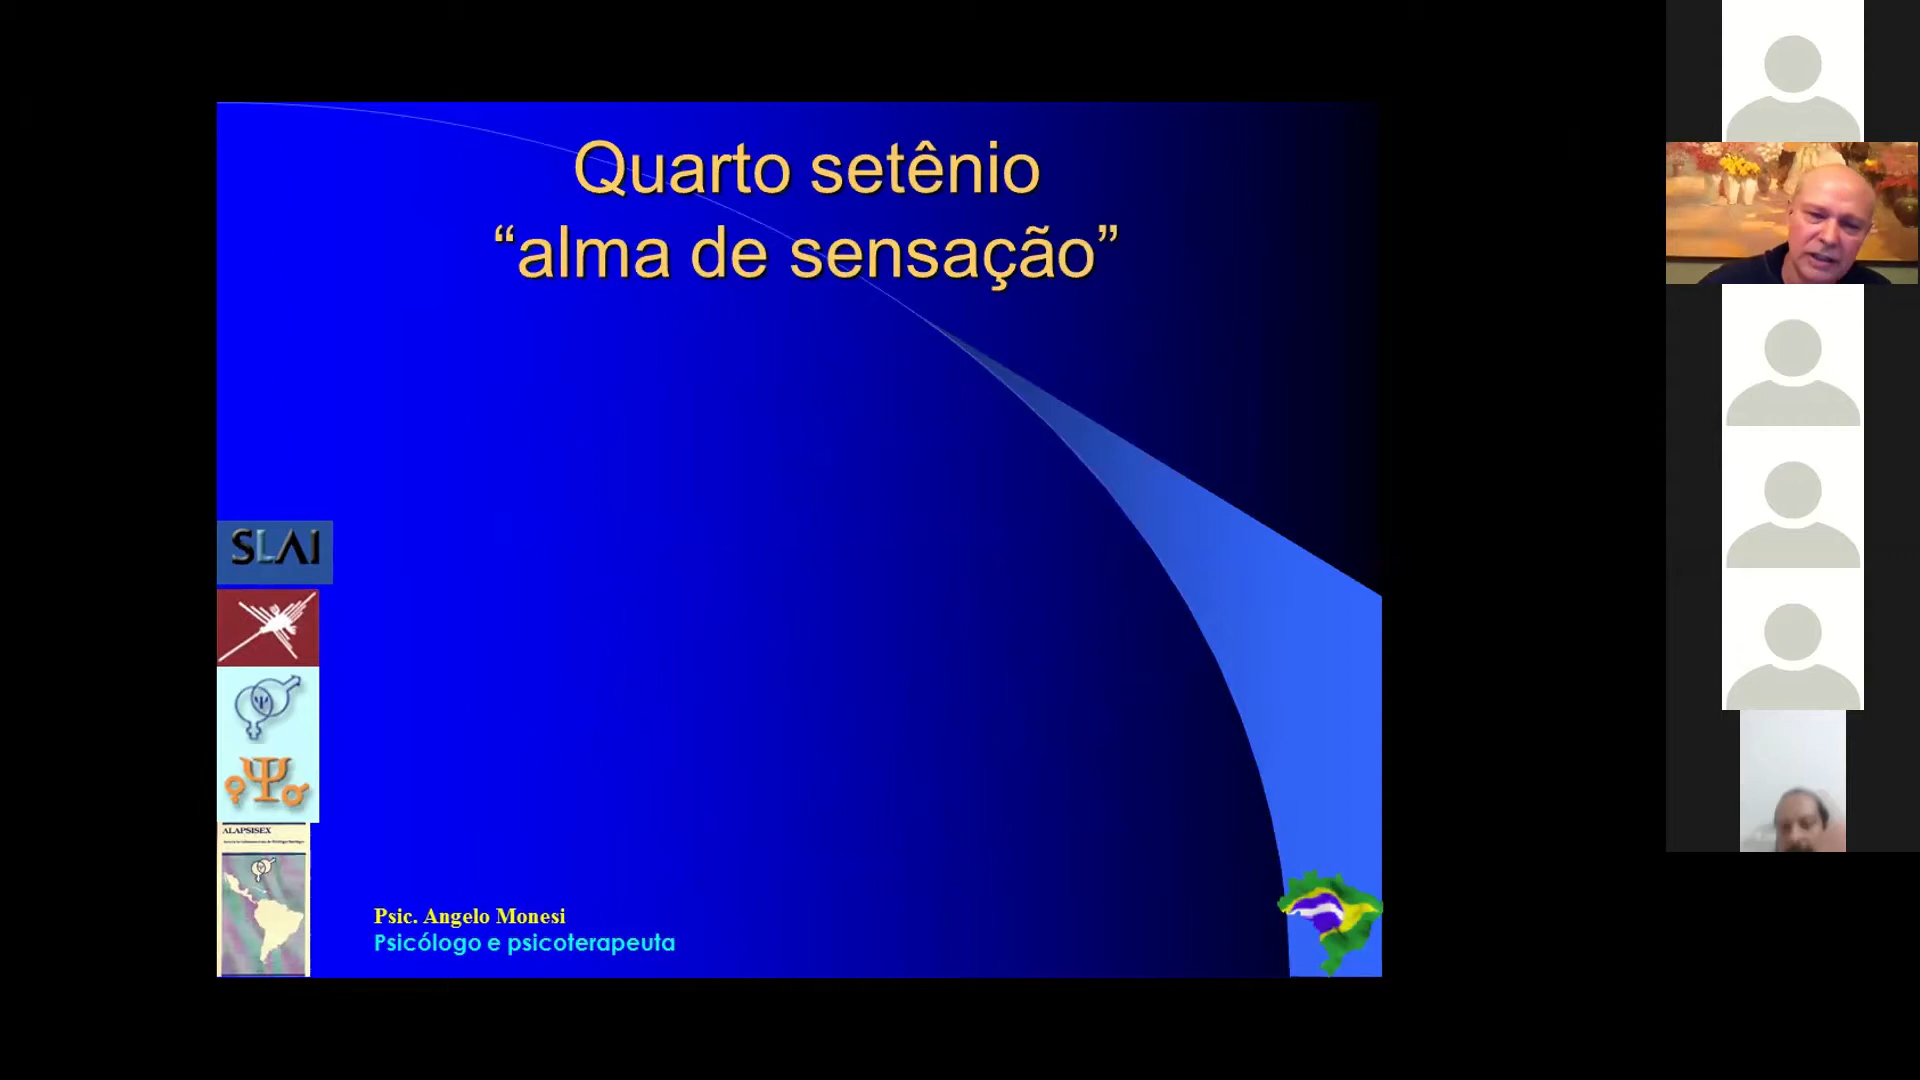 Quarto setênio
“alma de sensação”
SLAI
ALAPSISEX
Psic. Angelo Monesi
Psicólogo e psicoterapeuta